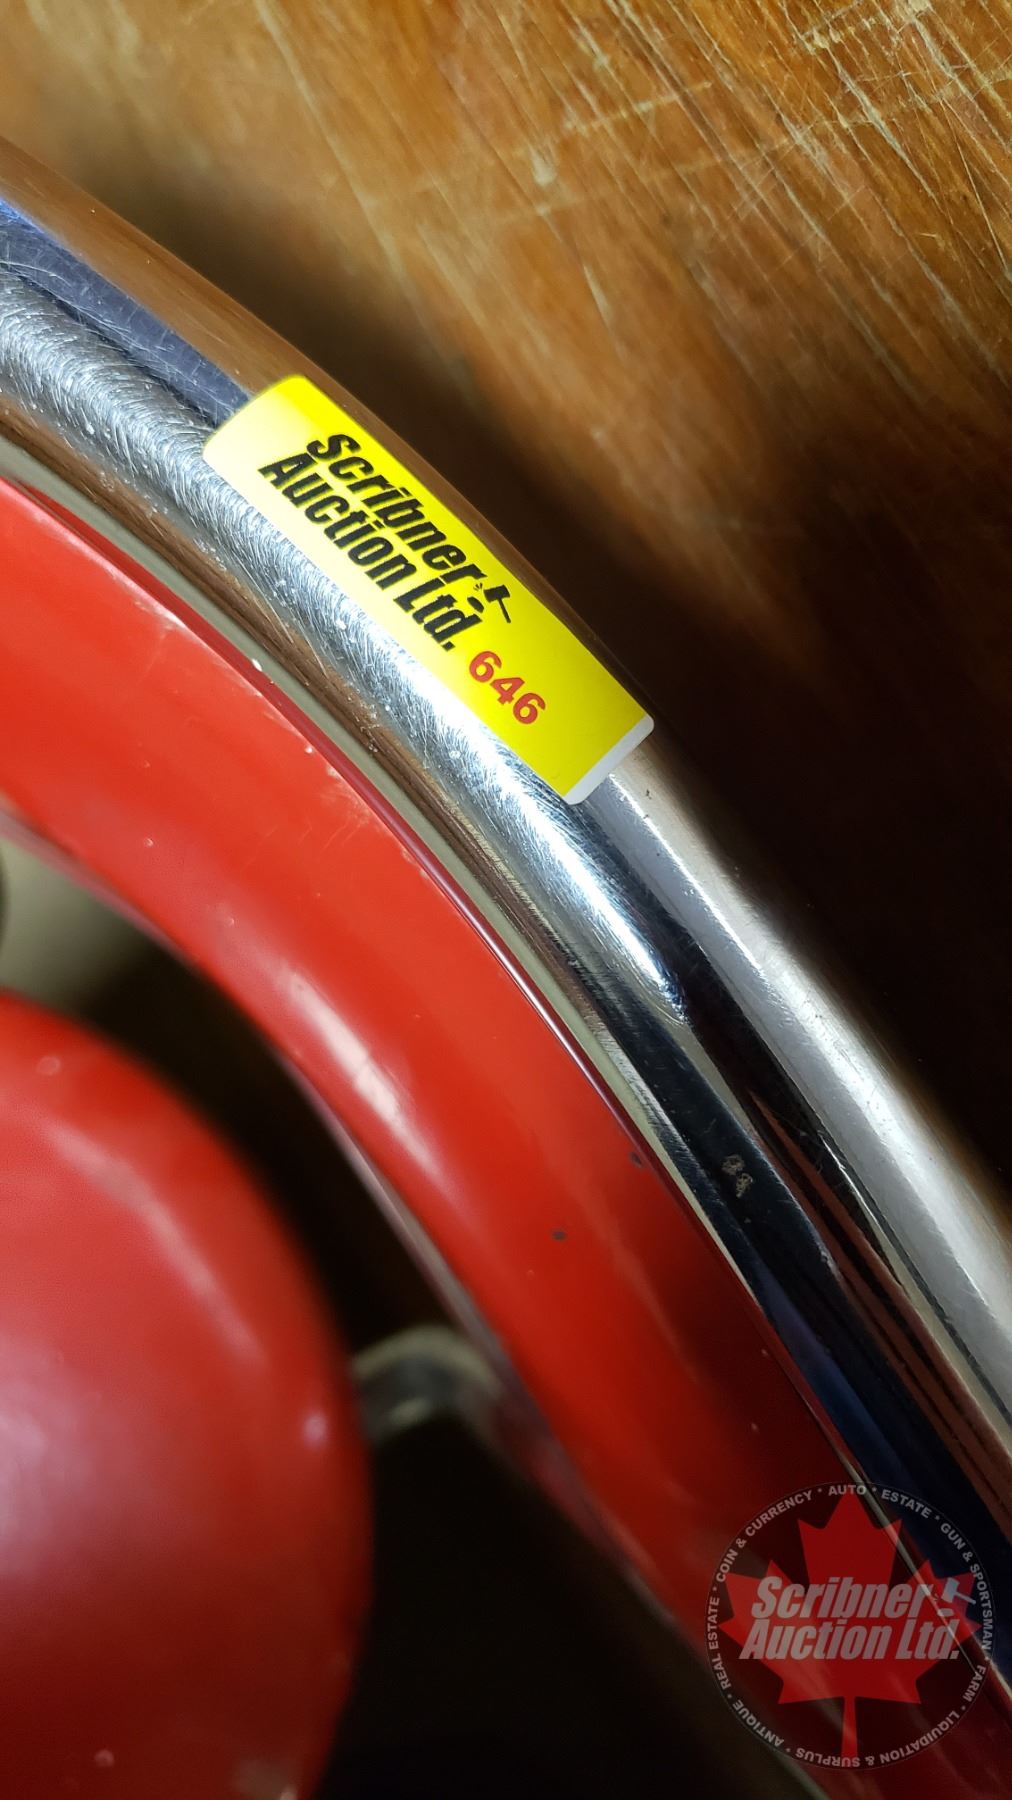 Scribner
Auction Ltd.
646
COIN & CURRENCY * AUTO * ESTATE * GUN & SPORTSMAN * FARM * LIQUIDATION & SURPLUS * ANTIQUE * REAL ESTATE *
Scribner
Auction Ltd.